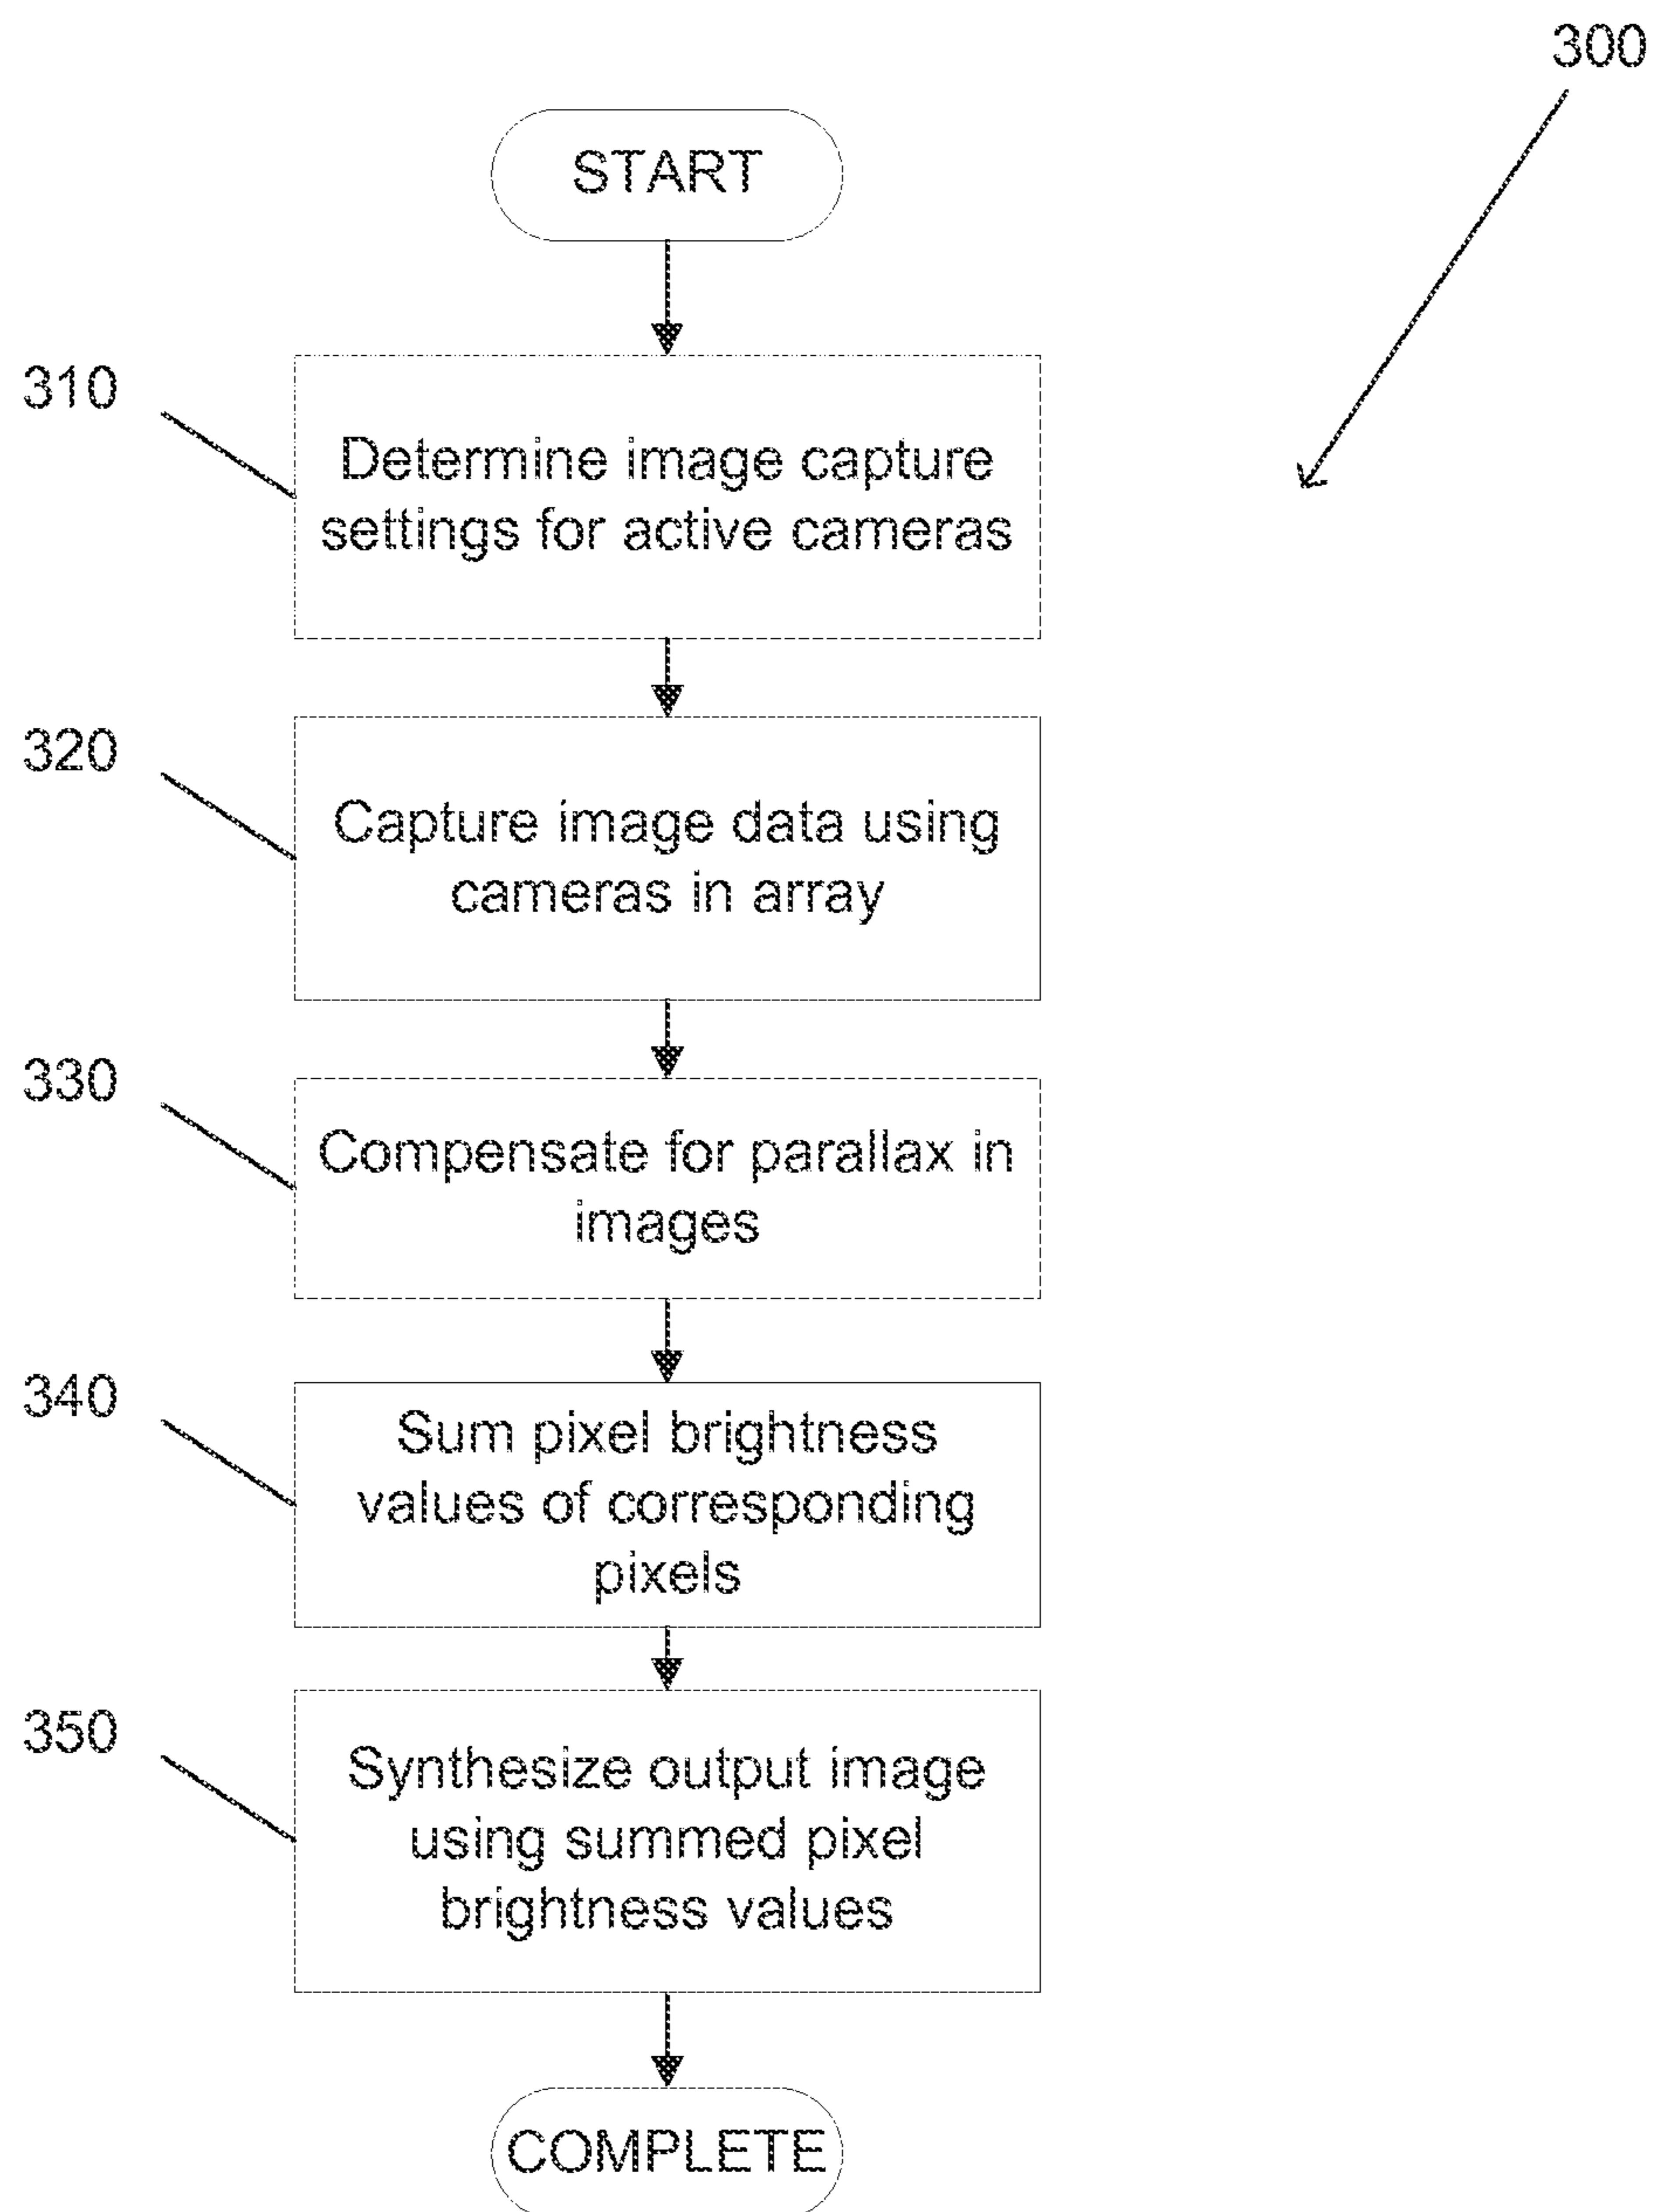 300
START
310
Determine image capture
settings for active cameras
320
Capture image data using
cameras in array
330
Compensate for parallax in
images
340
Sum pixel brightness
values of corresponding
pixels
350
Synthesize output image
using summed pixel
brightness values
COMPLETE